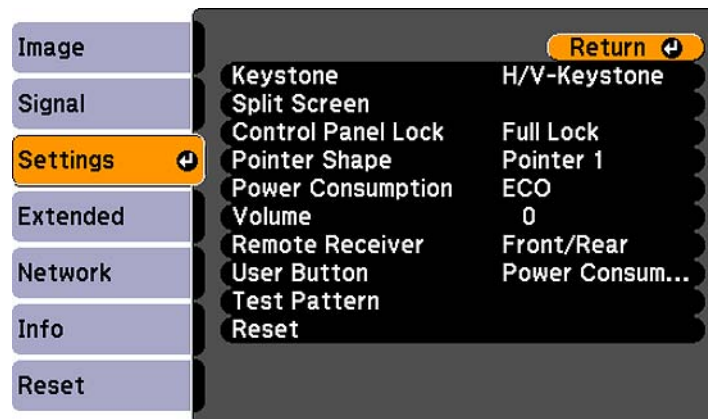 Image
Signal
Settings
Extended
Network
Info
Reset
Return
Keystone H/V-Keystone
Split Screen
Control Panel Lock Full Lock
Pointer Shape Pointer 1
Power Consumption ECO
Volume 0
Remote Receiver Front/Rear
User Button Power Consum...
Test Pattern
Reset